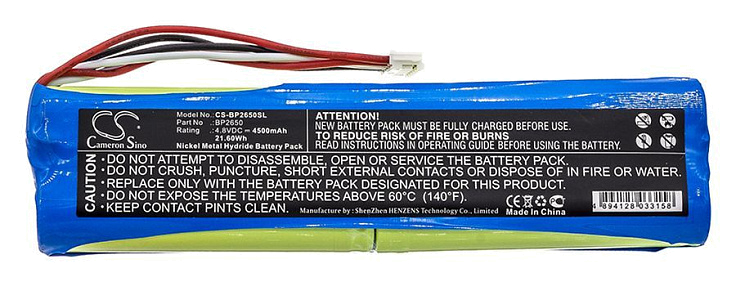 CS
Cameron Sino
Model No. :CS-BP2650SL
Part No. :BP2650
Rating :4.8VDC ⎓ 4500mAh
21.60Wh
Nickel Metal Hydride Battery Pack
ATTENTION!
NEW BATTERY PACK MUST BE FULLY CHARGED BEFORE USE
TO REDUCE RISK OF FIRE OR BURNS
READ INSTRUCTIONS IN OPERATING GUIDE BEFORE USING THE BATTERY.
- DO NOT ATTEMPT TO DISASSEMBLE, OPEN OR SERVICE THE BATTERY PACK.
- DO NOT CRUSH, PUNCTURE, SHORT EXTERNAL CONTACTS OR DISPOSE OF IN FIRE OR WATER.
- REPLACE ONLY WITH THE BATTERY PACK DESIGNATED FOR THIS PRODUCT.
- DO NOT EXPOSE THE TEMPERATURES ABOVE 60°C (140°F).
- KEEP CONTACT PINTS CLEAN.
Manufacture by : ShenZhen HENZENS Technology Co., Limited
CE FC
Made in China
4 894128 033158